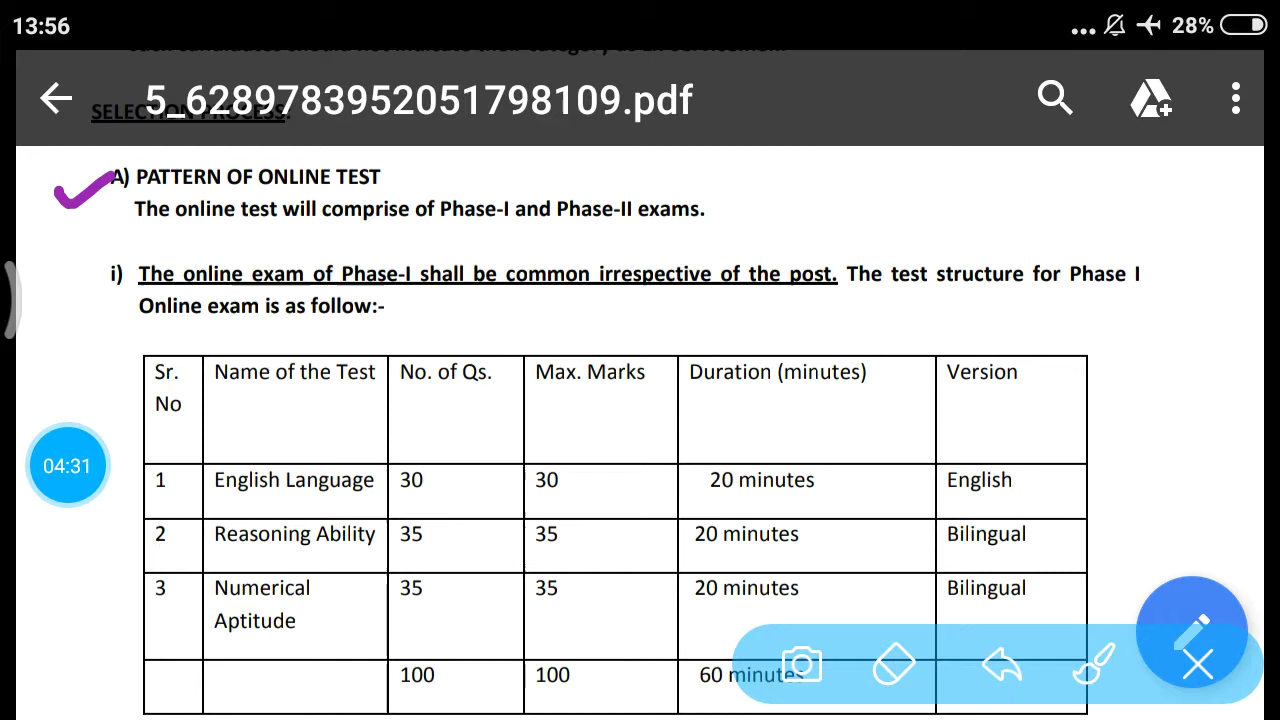 13:56
... 28%
5_6289783952051798109.pdf
SELECTION PROCESS:
A) PATTERN OF ONLINE TEST
The online test will comprise of Phase-I and Phase-II exams.
i) The online exam of Phase-I shall be common irrespective of the post. The test structure for Phase I
Online exam is as follow:-
Sr. No Name of the Test No. of Qs. Max. Marks Duration (minutes) Version
1 English Language 30 30 20 minutes English
04:31
2 Reasoning Ability 35 35 20 minutes Bilingual
3 Numerical Aptitude 35 35 20 minutes Bilingual
100 100 60 minutes